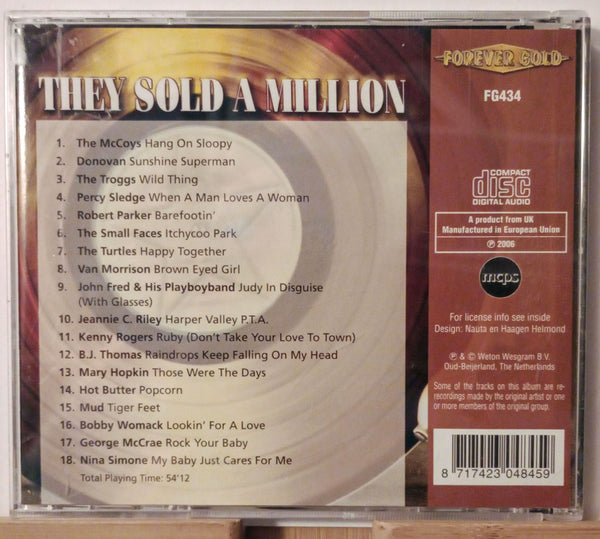 THEY SOLD A MILLION
1. The McCoys Hang On Sloopy
2. Donovan Sunshine Superman
3. The Troggs Wild Thing
4. Percy Sledge When A Man Loves A Woman
5. Robert Parker Barefootin'
6. The Small Faces Itchycoo Park
7. The Turtles Happy Together
8. Van Morrison Brown Eyed Girl
9. John Fred & His Playboyband Judy In Disguise
(With Glasses)
10. Jeannie C. Riley Harper Valley P.T.A.
11. Kenny Rogers Ruby (Don't Take Your Love To Town)
12. B.J. Thomas Raindrops Keep Falling On My Head
13. Mary Hopkin Those Were The Days
14. Hot Butter Popcorn
15. Mud Tiger Feet
16. Bobby Womack Lookin' For A Love
17. George McCrae Rock Your Baby
18. Nina Simone My Baby Just Cares For Me
Total Playing Time: 54'12
FOREVER GOLD
FG434
COMPACT
disc
DIGITAL AUDIO
A product from UK
Manufactured in European Union
℗ 2006
mcps
For license info see inside
Design: Nauta en Haagen Helmond
℗ & © Weton Wesgram B.V.
Oud-Beijerland, The Netherlands
Some of the tracks on this album are re-
recordings made by the original artist or one
or more members of the original group.
8 717423 048459